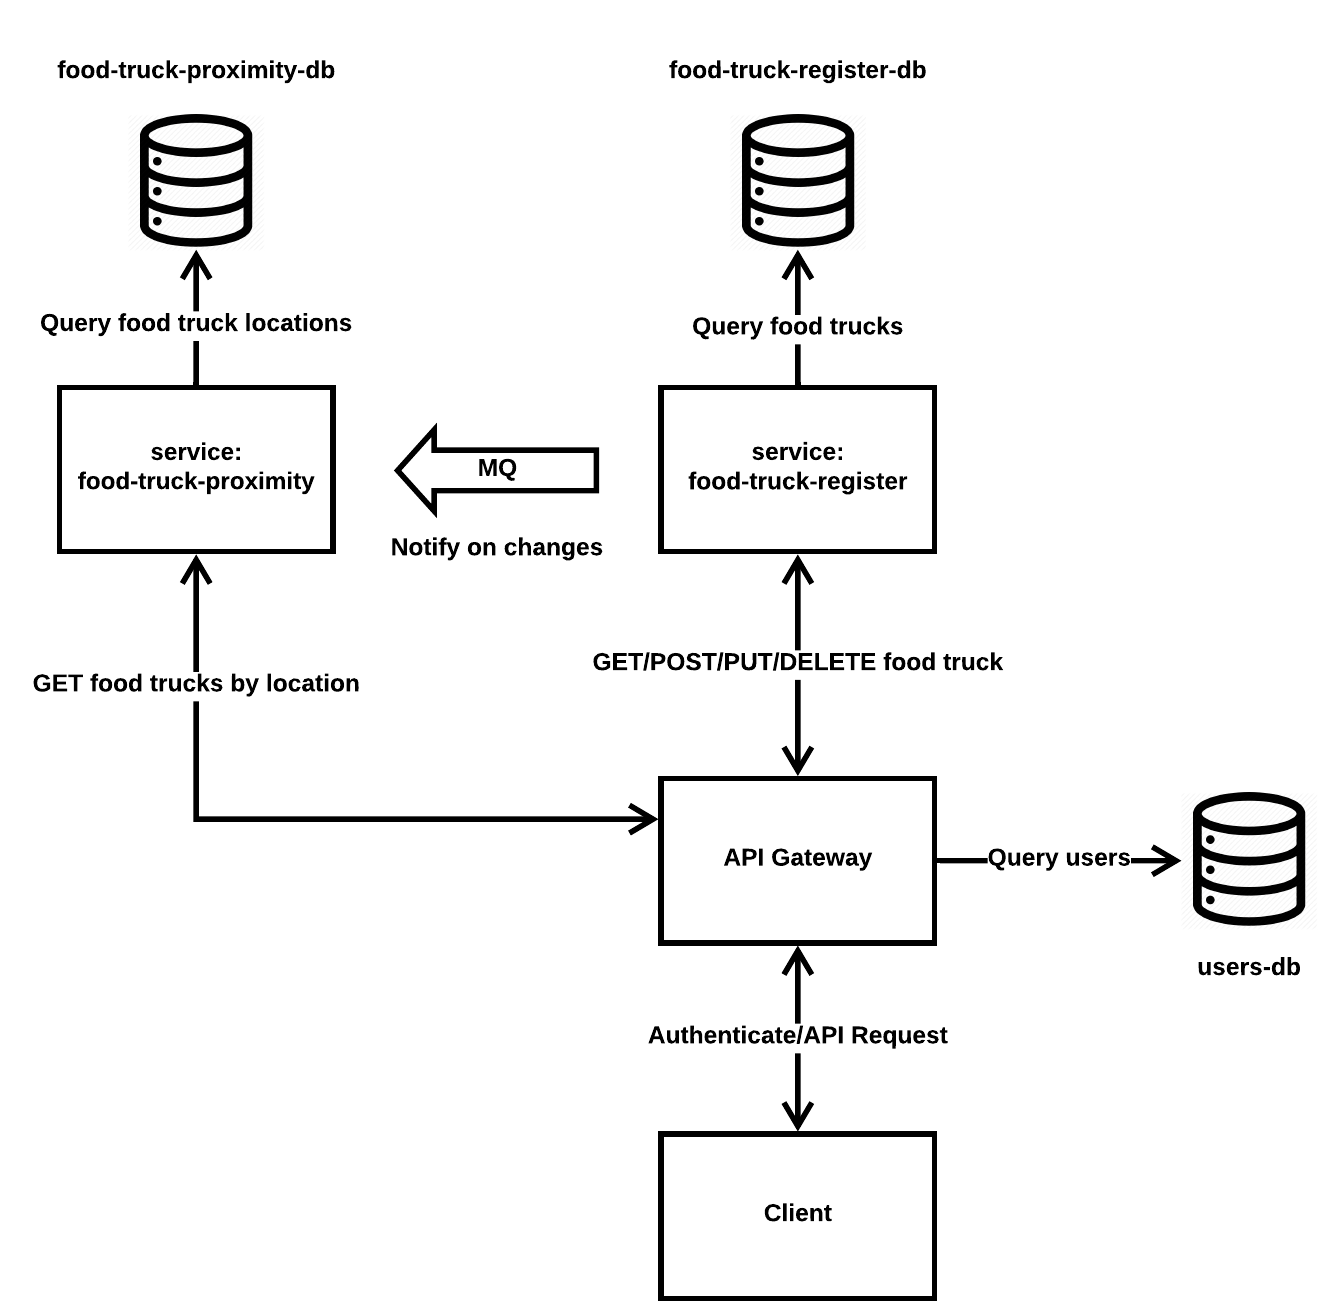 food-truck-proximity-db
food-truck-register-db
Query food truck locations
Query food trucks
service:
food-truck-proximity
MQ
service:
food-truck-register
Notify on changes
GET/POST/PUT/DELETE food truck
GET food trucks by location
API Gateway
Query users
users-db
Authenticate/API Request
Client